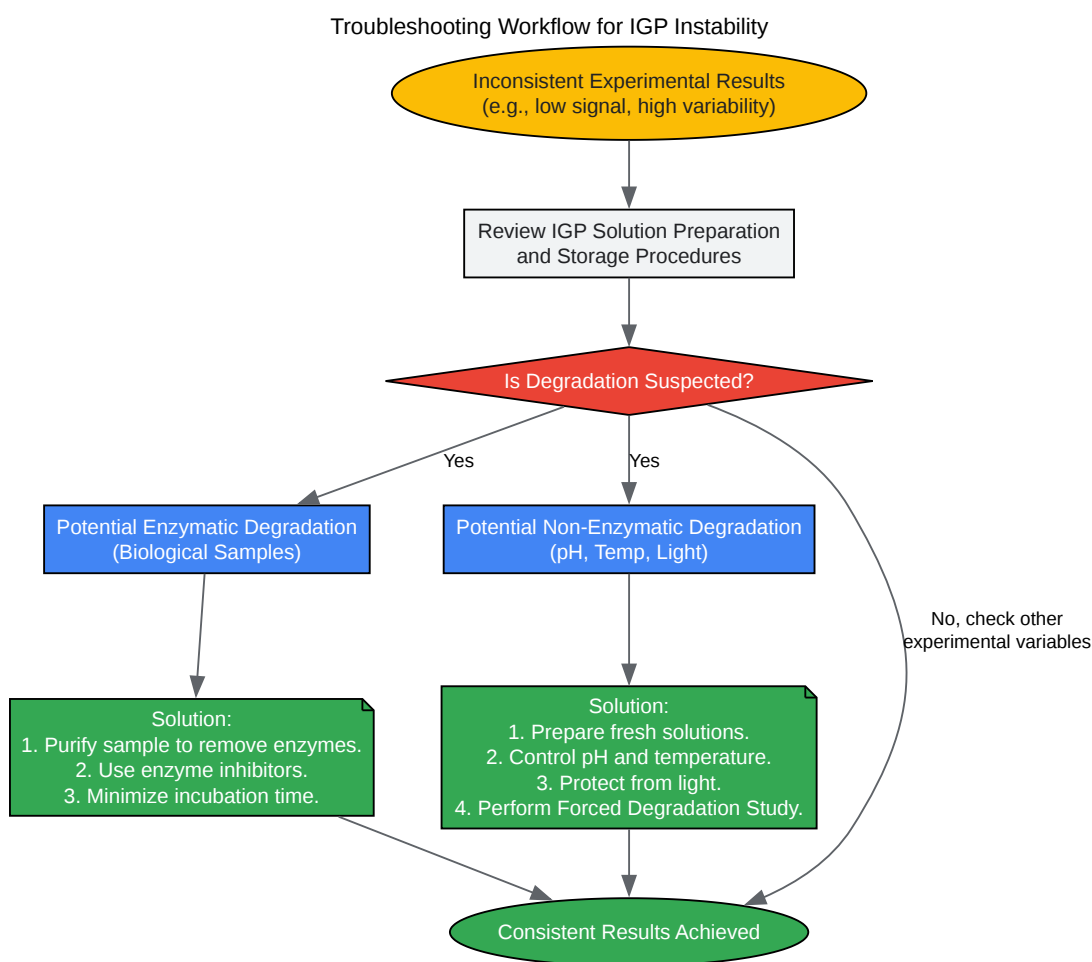 Troubleshooting Workflow for IGP Instability
Inconsistent Experimental Results
(e.g., low signal, high variability)
Review IGP Solution Preparation
and Storage Procedures
Is Degradation Suspected?
Yes
Yes
Potential Enzymatic Degradation
(Biological Samples)
Potential Non-Enzymatic Degradation
(pH, Temp, Light)
No, check other
experimental variables
Solution:
1. Purify sample to remove enzymes.
2. Use enzyme inhibitors.
3. Minimize incubation time.
Solution:
1. Prepare fresh solutions.
2. Control pH and temperature.
3. Protect from light.
4. Perform Forced Degradation Study.
Consistent Results Achieved